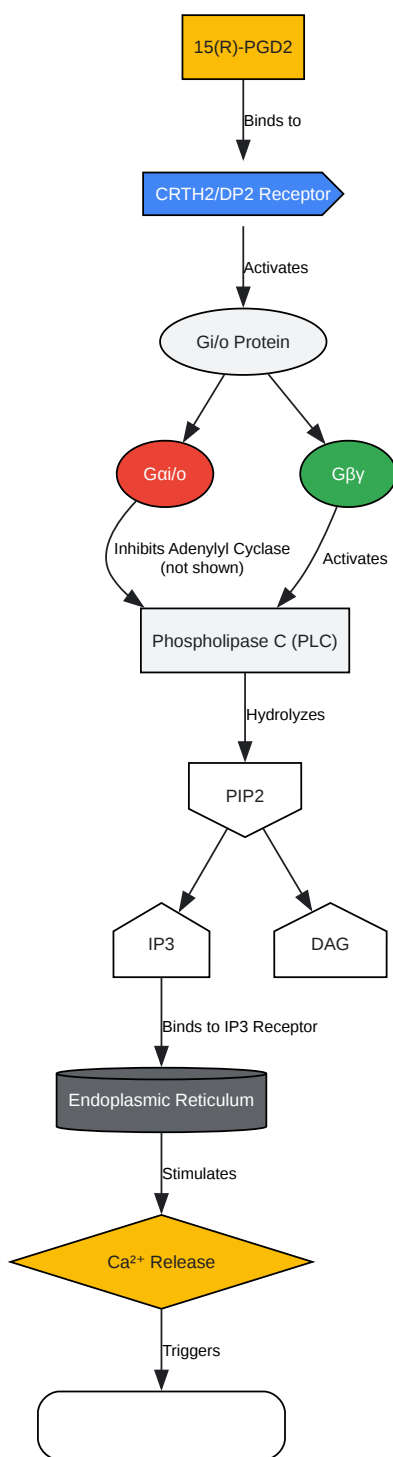 15(R)-PGD2
Binds to
CRTH2/DP2 Receptor
Activates
Gi/o Protein
Gαi/o
Gβγ
Inhibits Adenylyl Cyclase
(not shown)
Activates
Phospholipase C (PLC)
Hydrolyzes
PIP2
IP3
DAG
Binds to IP3 Receptor
Endoplasmic Reticulum
Stimulates
Ca²⁺ Release
Triggers